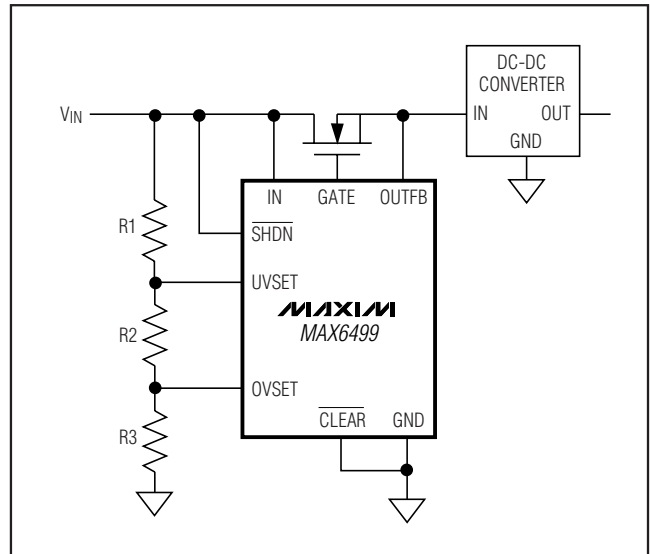 DC-DC
CONVERTER
IN OUT
GND
VIN
IN GATE OUTFB
R1
SHDN
UVSET
MAXIM
R2
MAX6499
OVSET
CLEAR GND
R3